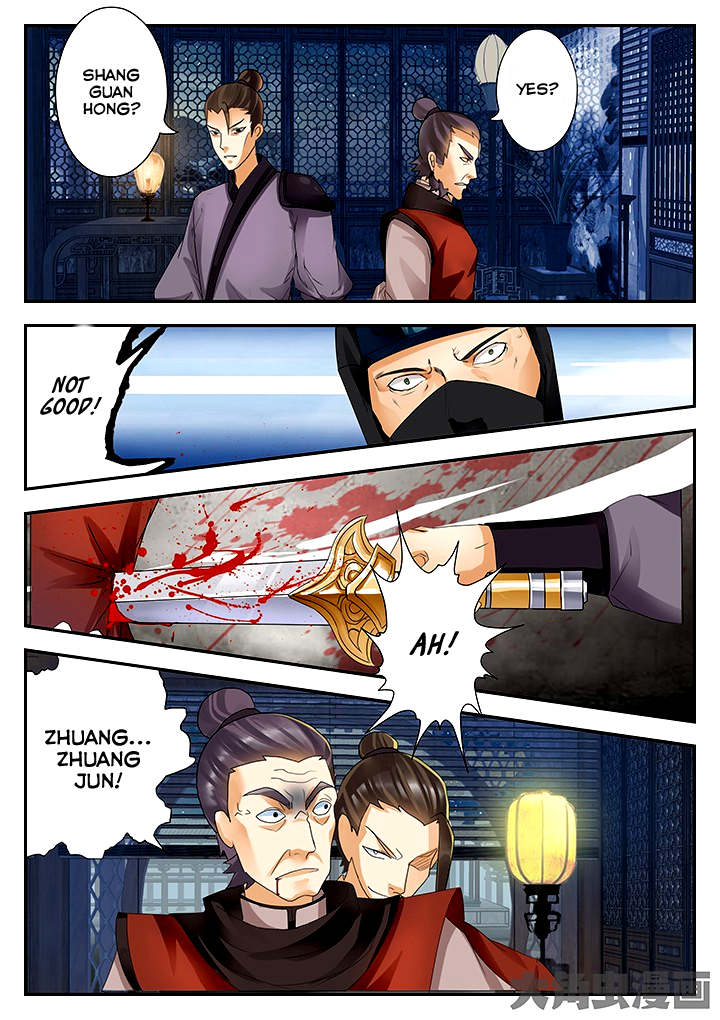 SHANG
GUAN
HONG?
YES?
NOT
GOOD!
AH!
ZHUANG...
ZHUANG
JUN!
大角虫漫画